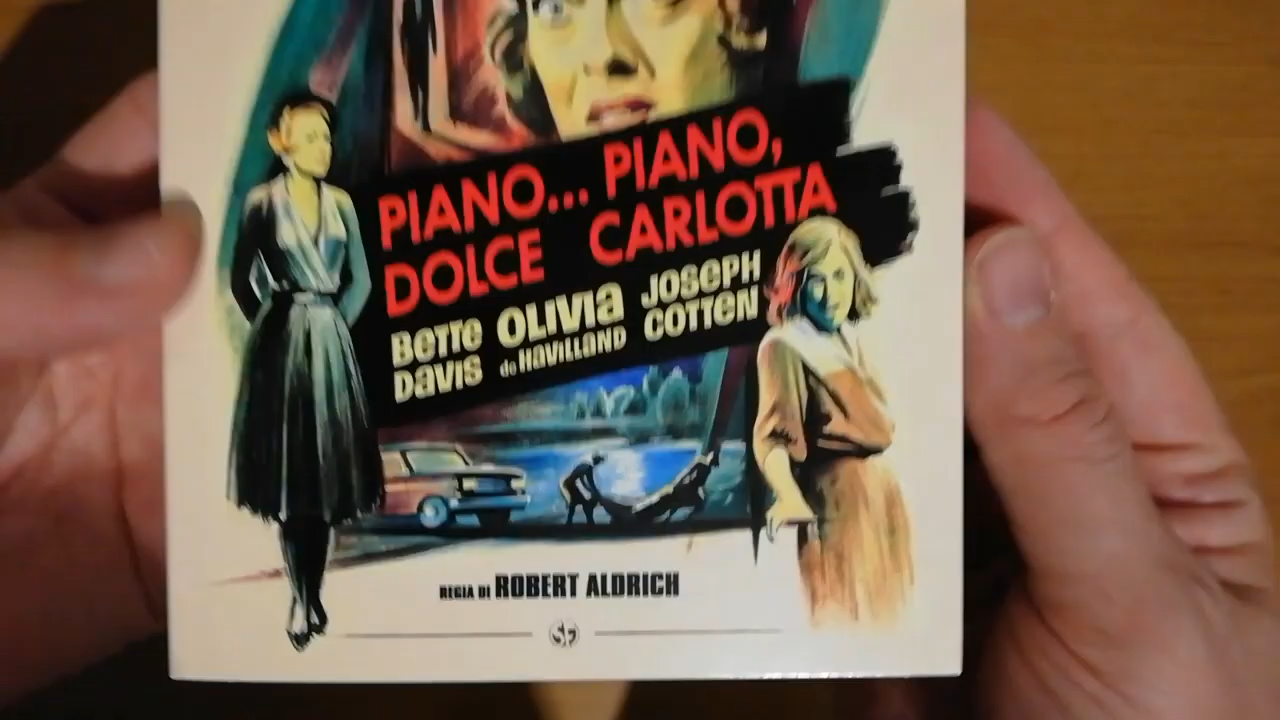 PIANO... PIANO,
DOLCE CARLOTTA
BETTE DAVIS
OLIVIA de HAVILLAND
JOSEPH COTTEN
REGIA DI ROBERT ALDRICH